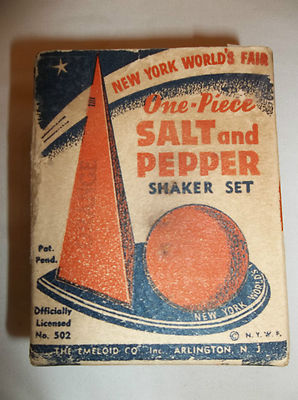 NEW YORK WORLD'S FAIR
One-Piece
SALT and
PEPPER
SHAKER SET
Pat.
Pend.
NEW YORK WORLD'S
Officially
Licensed
No. 502
© N.Y.W.F.
THE EMELOID CO. Inc. ARLINGTON, N. J.